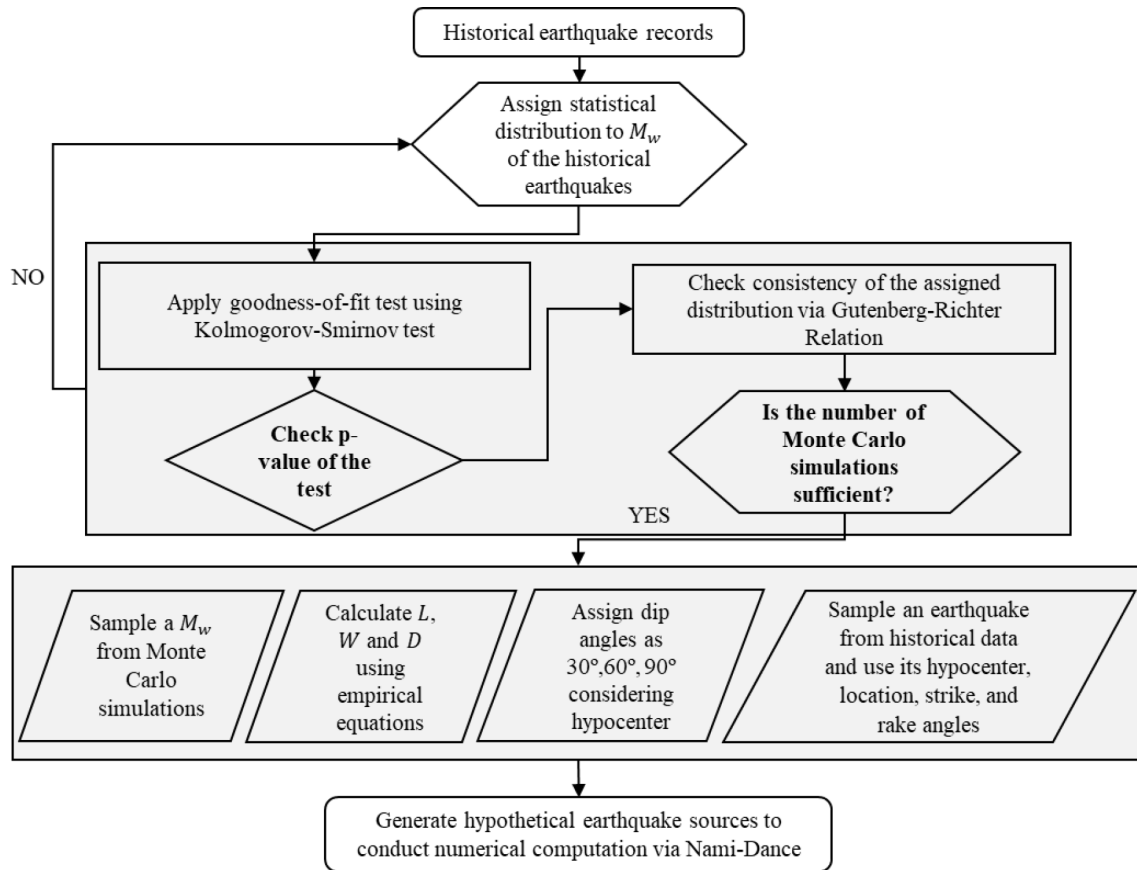 Historical earthquake records
Assign statistical
distribution to M_w
of the historical
earthquakes
NO
Apply goodness-of-fit test using
Kolmogorov-Smirnov test
Check consistency of the assigned
distribution via Gutenberg-Richter
Relation
Check p-
value of the
test
Is the number of
Monte Carlo
simulations
sufficient?
YES
Sample a M_w
from Monte
Carlo
simulations
Calculate L,
W and D
using
empirical
equations
Assign dip
angles as
30°,60°, 90°
considering
hypocenter
Sample an earthquake
from historical data
and use its hypocenter,
location, strike, and
rake angles
Generate hypothetical earthquake sources to
conduct numerical computation via Nami-Dance